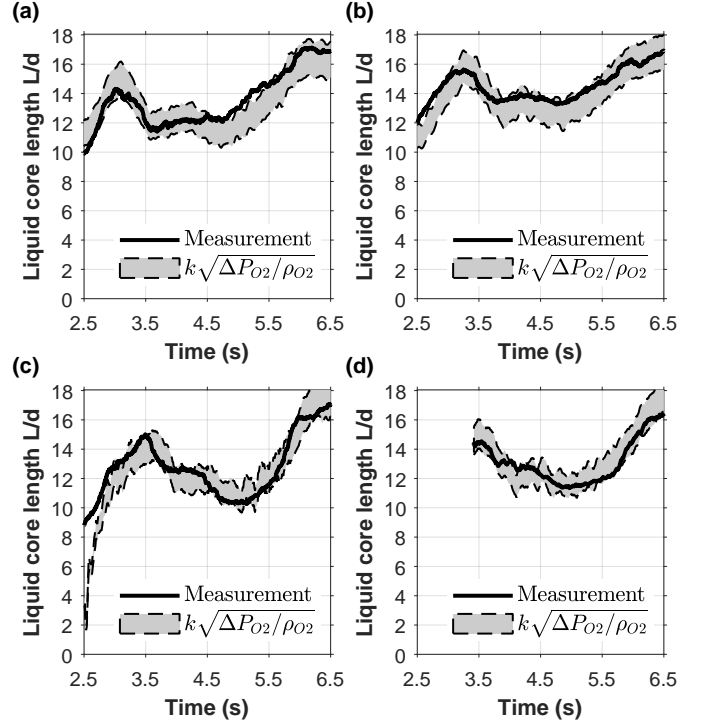 (a)
Liquid core length L/d
18
16
14
12
10
8
6
4
2
0
Measurement
k√ΔP_O2/ρ_O2
2.5 3.5 4.5 5.5 6.5
Time (s)
(b)
Liquid core length L/d
18
16
14
12
10
8
6
4
2
0
Measurement
k√ΔP_O2/ρ_O2
2.5 3.5 4.5 5.5 6.5
Time (s)
(c)
Liquid core length L/d
18
16
14
12
10
8
6
4
2
0
Measurement
k√ΔP_O2/ρ_O2
2.5 3.5 4.5 5.5 6.5
Time (s)
(d)
Liquid core length L/d
18
16
14
12
10
8
6
4
2
0
Measurement
k√ΔP_O2/ρ_O2
2.5 3.5 4.5 5.5 6.5
Time (s)